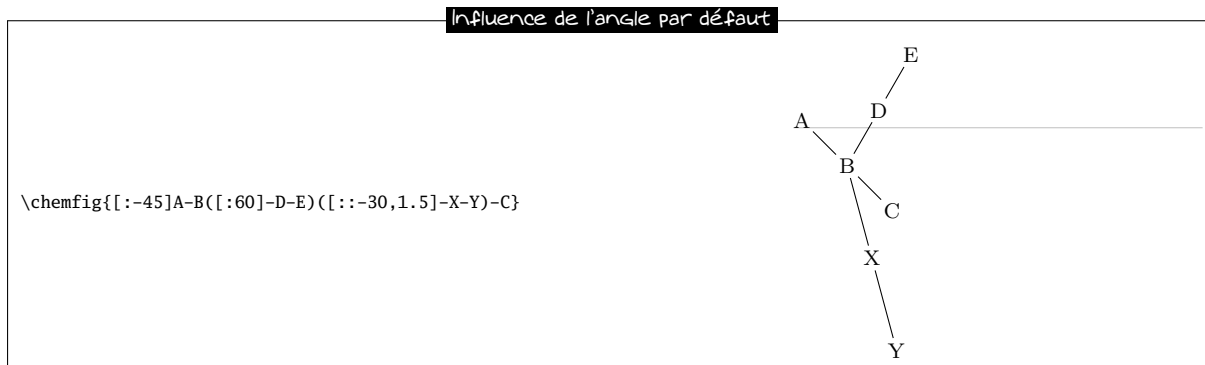 Influence de l'angle par défaut
E
D
A
B
\chemfig{[:-45]A-B([:60]-D-E)([::-30,1.5]-X-Y)-C}
C
X
Y